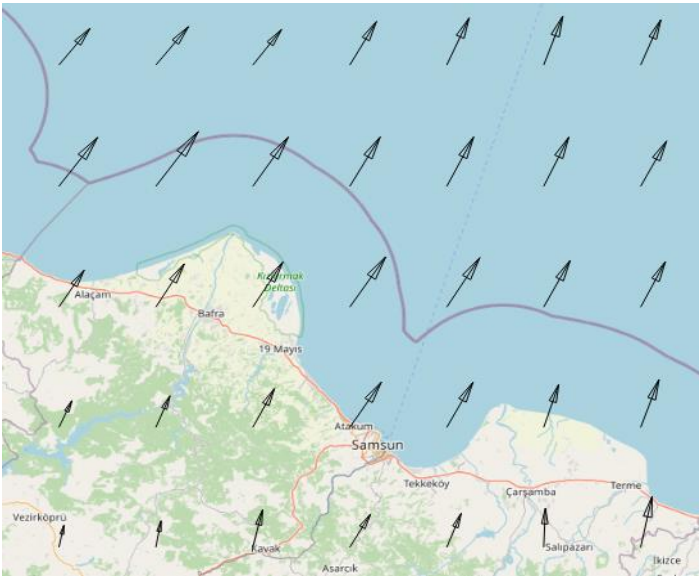 Kızılırmak
Deltası
Alaçam
Bafra
19 Mayıs
Atakum
Samsun
Tekkeköy
Çarşamba
Terme
Vezirköprü
Kavak
Salıpazarı
Asarcık
İkizce